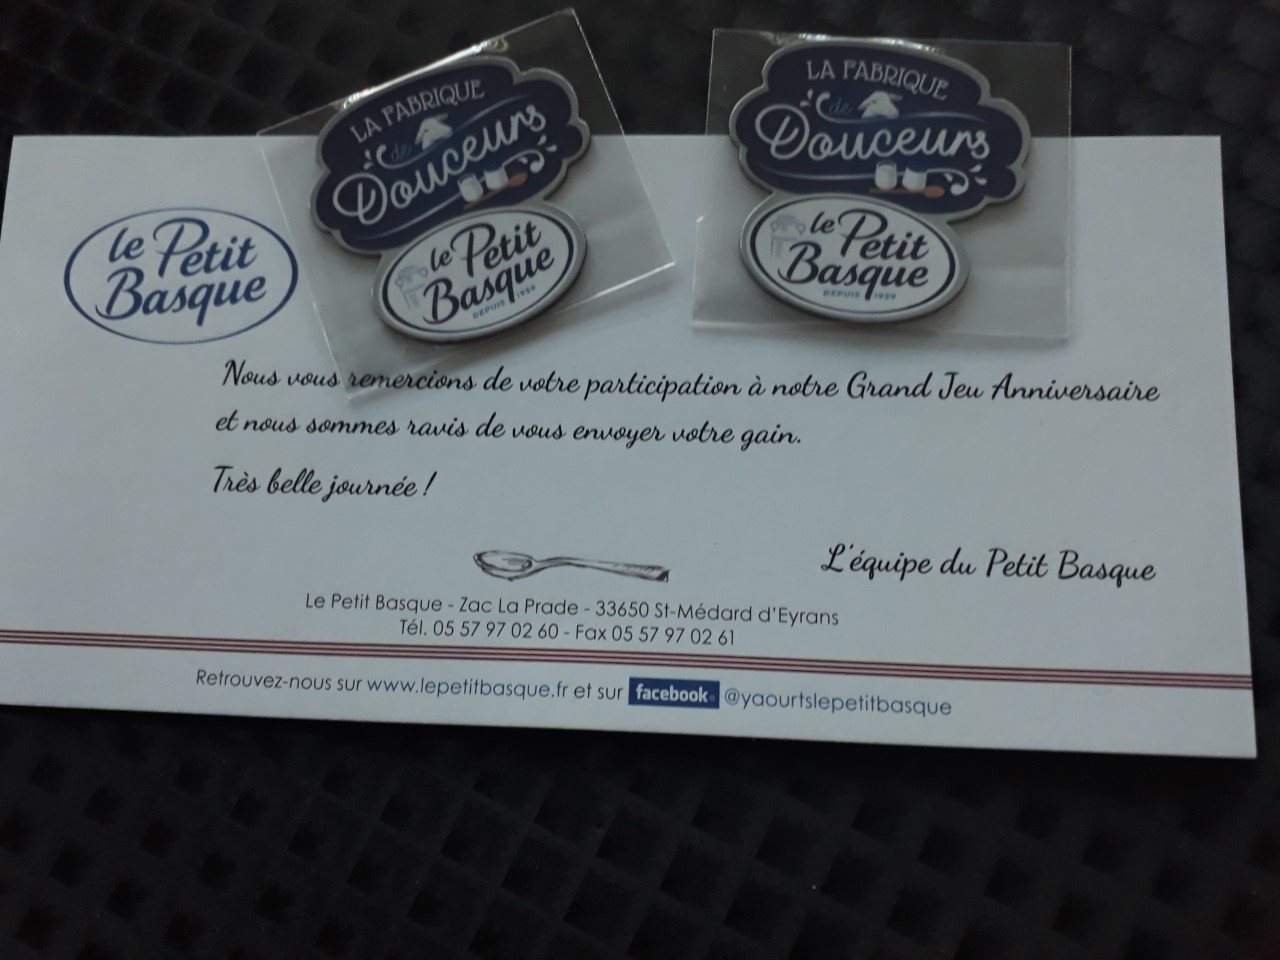 LA FABRIQUE
de
Douceurs
le Petit
Basque
DEPUIS 1959
LA FABRIQUE
de
Douceurs
le Petit
Basque
DEPUIS 1959
le Petit
Basque
Nous vous remercions de votre participation à notre Grand Jeu Anniversaire
et nous sommes ravis de vous envoyer votre gain.
Très belle journée !
L'équipe du Petit Basque
Le Petit Basque - Zac La Prade - 33650 St-Médard d'Eyrans
Tél. 05 57 97 02 60 - Fax 05 57 97 02 61
Retrouvez-nous sur www.lepetitbasque.fr et sur facebook @yaourtslepetitbasque